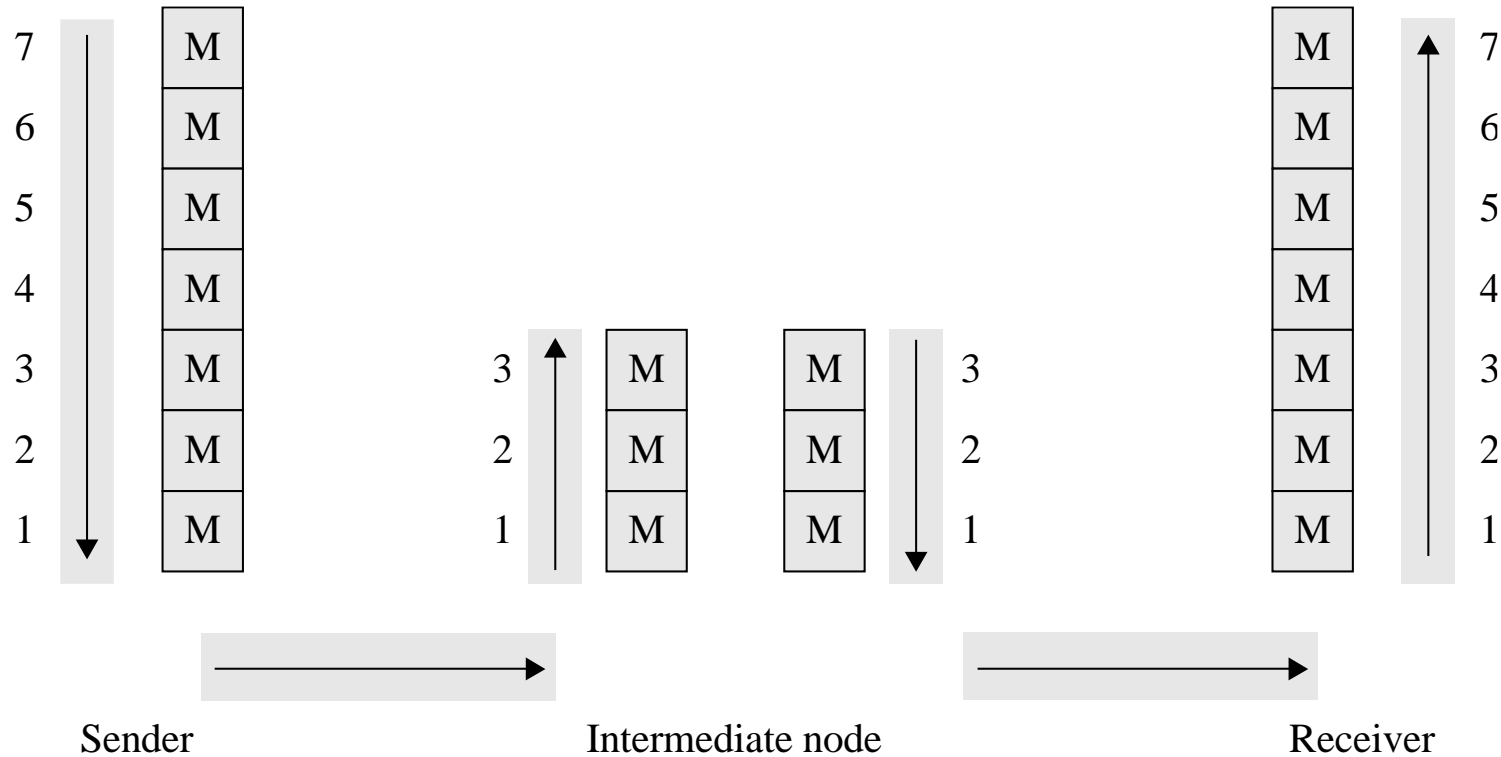 7 M M 7
6 M M 6
5 M M 5
4 M M 4
3 M 3 M M 3 M 3
2 M 2 M M 2 M 2
1 M 1 M M 1 M 1
Sender Intermediate node Receiver